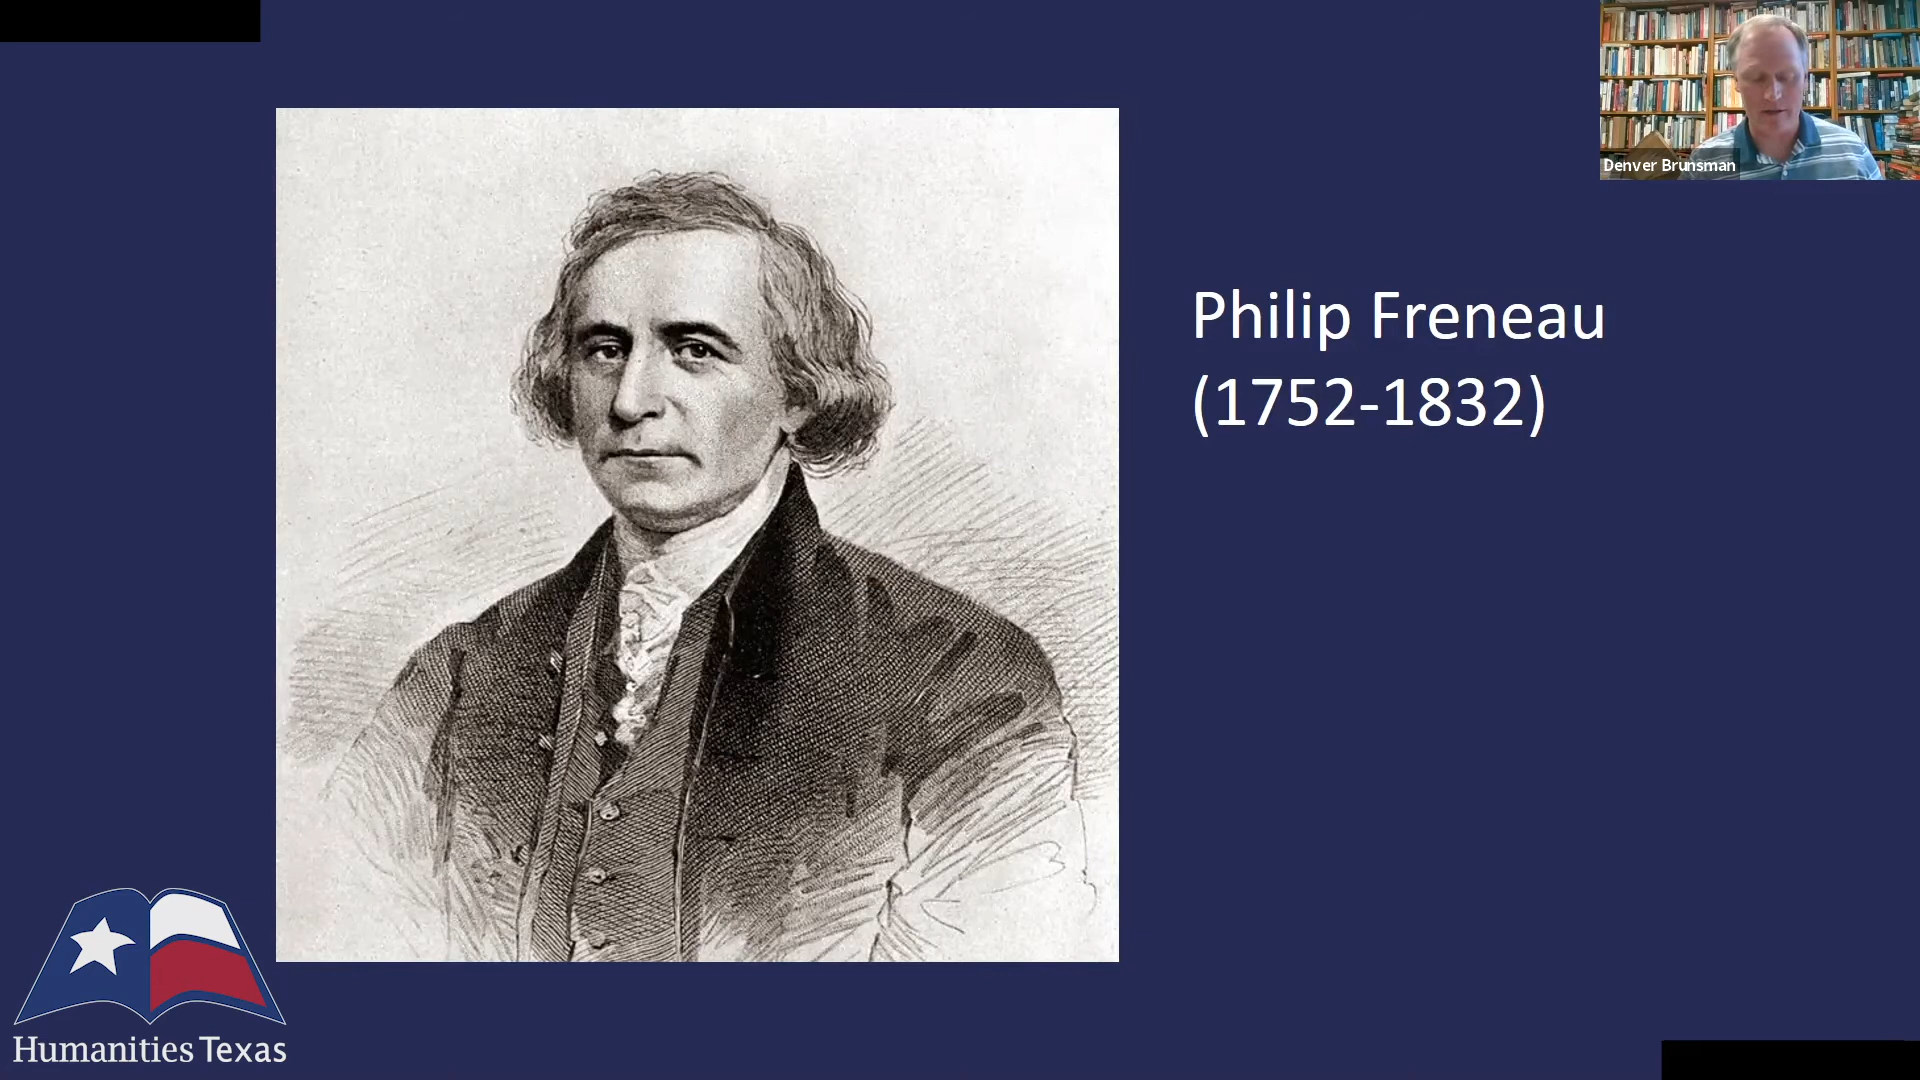 Denver Brunsman
Philip Freneau
(1752-1832)
Humanities Texas